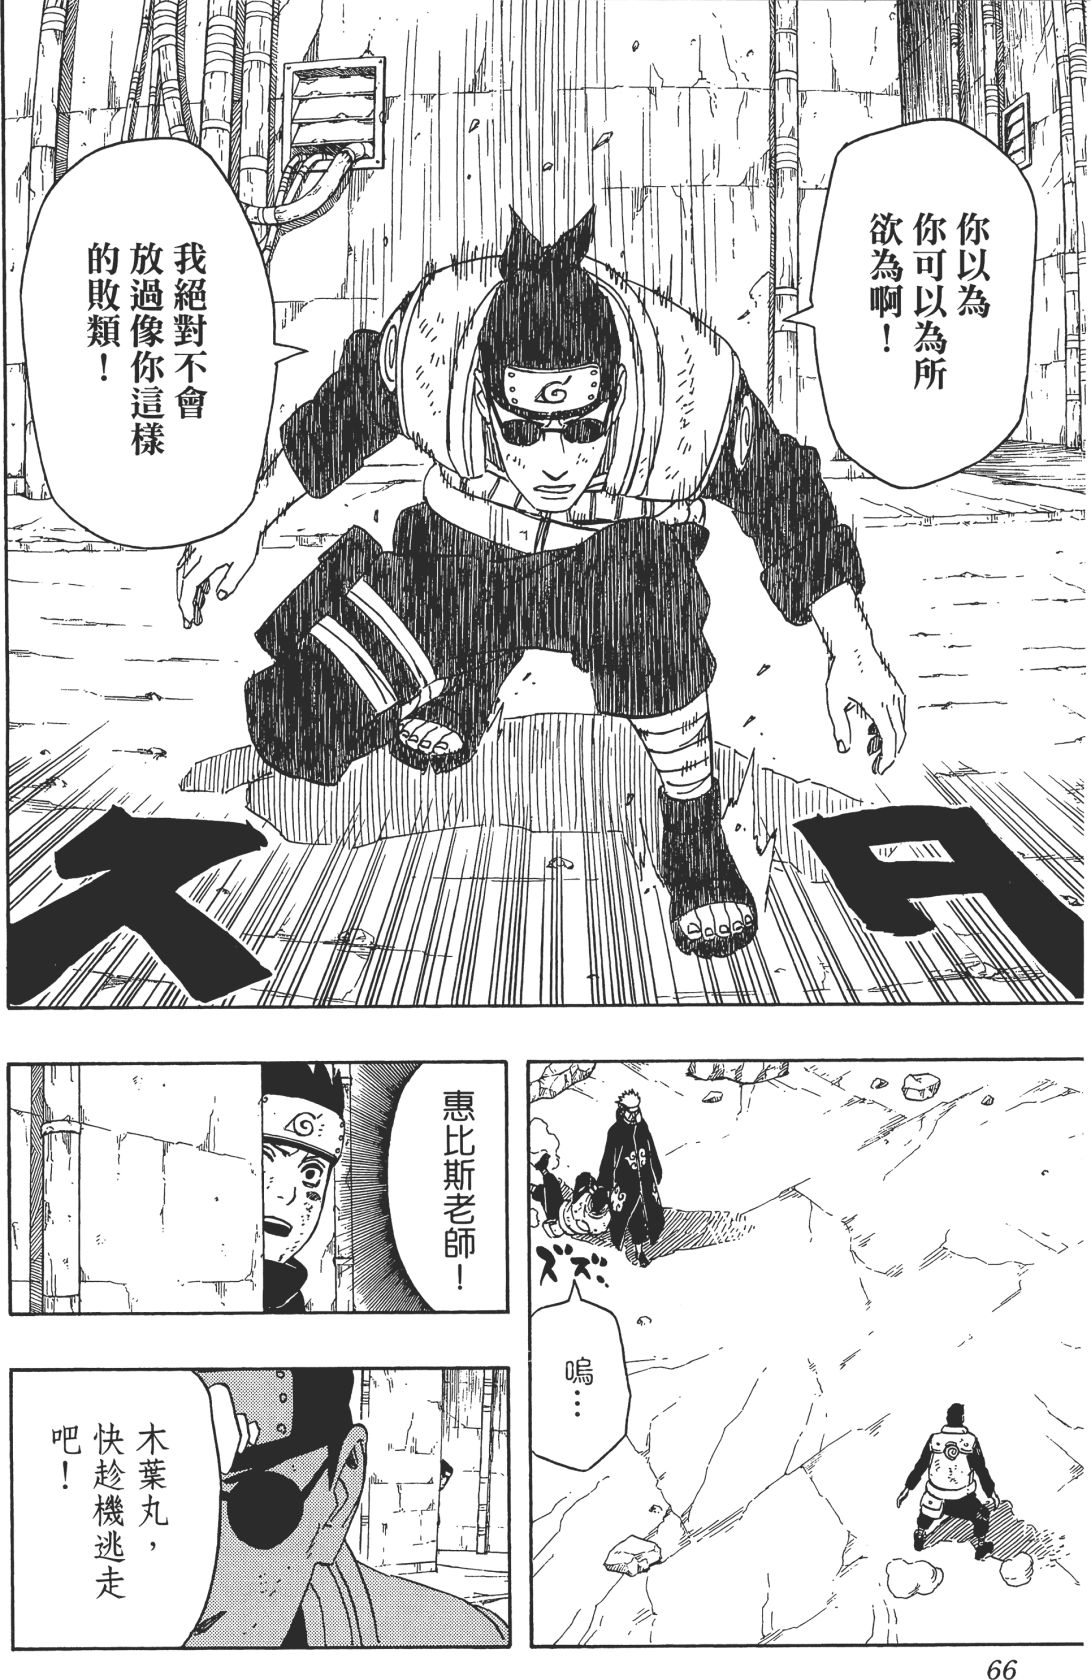 你以為
你可以為所
欲為啊！
我絕對不會
放過像你這樣
的敗類！
ズズ‥
嗚…
惠比斯老師！
木葉丸，
快趁機逃走
吧！
66